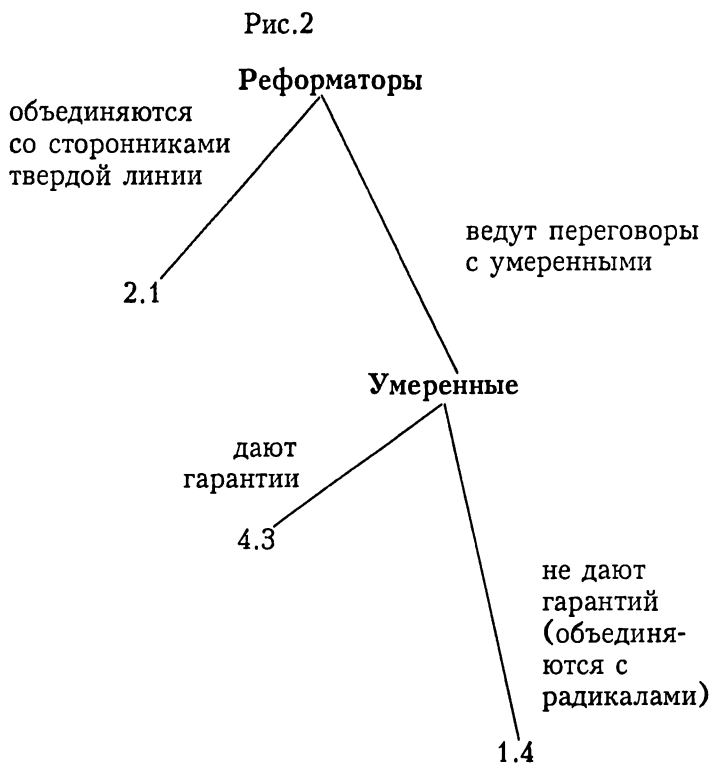 Рис.2
Реформаторы
объединяются
со сторонниками
твердой линии
ведут переговоры
с умеренными
2.1
Умеренные
дают
гарантии
4.3
не дают
гарантий
(объединя-
ются с
радикалами)
1.4